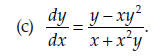 (c) dy/dx = (y − xy²)/(x + x²y).